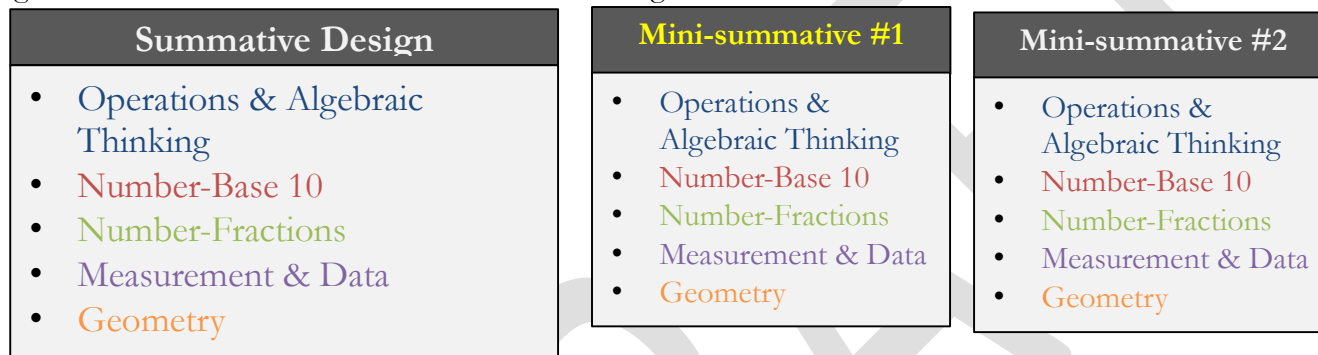 Summative Design
• Operations & Algebraic
Thinking
• Number-Base 10
• Number-Fractions
• Measurement & Data
• Geometry
Mini-summative #1
• Operations &
Algebraic Thinking
• Number-Base 10
• Number-Fractions
• Measurement & Data
• Geometry
Mini-summative #2
• Operations &
Algebraic Thinking
• Number-Base 10
• Number-Fractions
• Measurement & Data
• Geometry